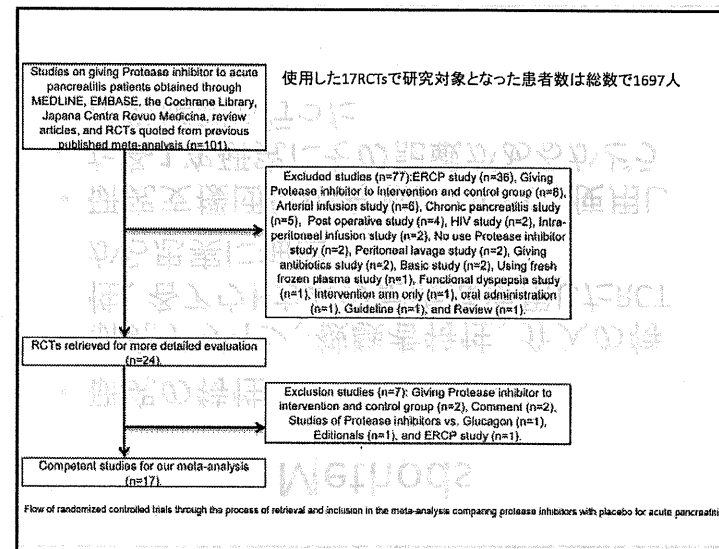 Studies on giving Protease inhibitor to acute
pancreatitis patients obtained through
MEDLINE, EMBASE, the Cochrane Library,
Japana Centra Revuo Medicina, review
articles, and RCTs quoted from previous
published meta-analysis (n=101).
使用した17RCTsで研究対象となった患者数は総数で1697人
Excluded studies (n=77):ERCP study (n=36), Giving
Protease inhibitor to intervention and control group (n=8),
Arterial infusion study (n=6), Chronic pancreatitis study
(n=5), Post operative study (n=4), HIV study (n=2), Intra-
peritoneal infusion study (n=2), No use Protease inhibitor
study (n=2), Peritoneal lavage study (n=2), Giving
antibiotics study (n=2), Basic study (n=2), Using fresh
frozen plasma study (n=1), Functional dyspepsia study
(n=1), Intervention arm only (n=1), oral administration
(n=1), Guideline (n=1), and Review (n=1).
RCTs retrieved for more detailed evaluation
(n=24).
Exclusion studies (n=7): Giving Protease inhibitor to
intervention and control group (n=2), Comment (n=2),
Studies of Protease inhibitors vs. Glucagon (n=1),
Editionals (n=1), and ERCP study (n=1).
Competent studies for our meta-analysis
(n=17).
Methods
Flow of randomized controlled trials through the process of retrieval and inclusion in the meta-analysis comparing protease inhibitors with placebo for acute pancreatiti